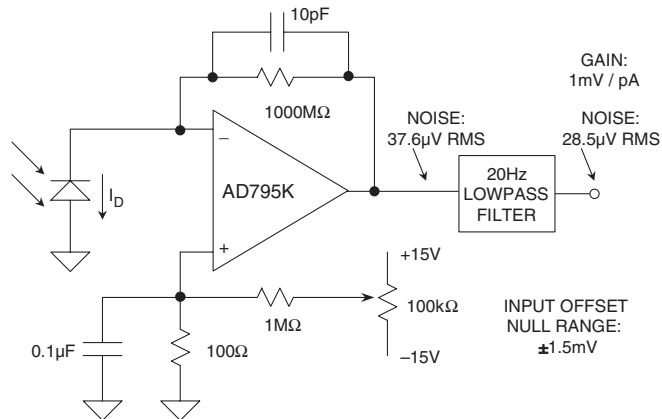 10pF
1000MΩ
GAIN:
1mV / pA
NOISE:
37.6µV RMS
NOISE:
28.5µV RMS
–
AD795K
+
I_D
20Hz
LOWPASS
FILTER
+15V
100kΩ
–15V
1MΩ
0.1µF
100Ω
INPUT OFFSET
NULL RANGE:
±1.5mV